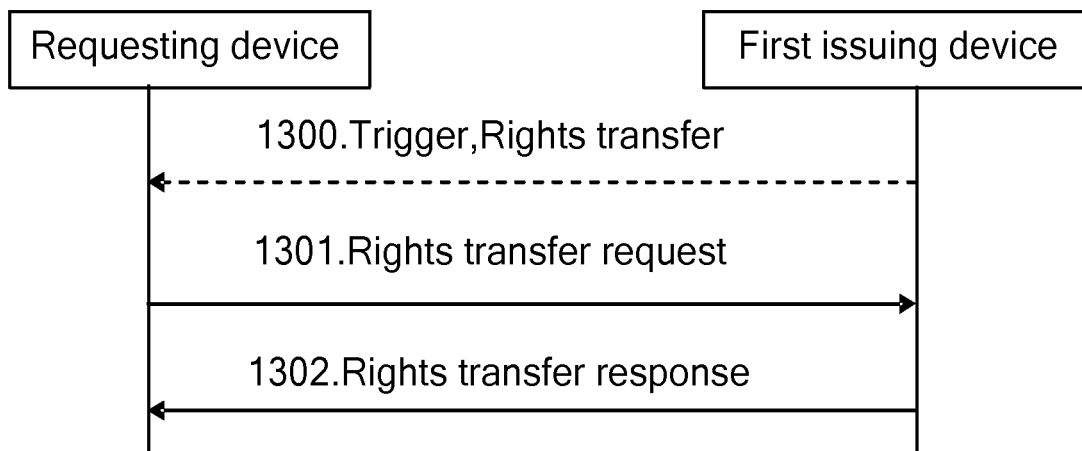 Requesting device
First issuing device
1300.Trigger,Rights transfer
1301.Rights transfer request
1302.Rights transfer response